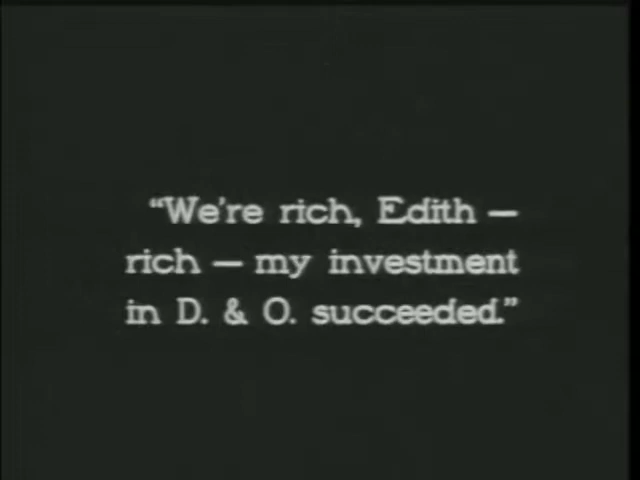 “We're rich, Edith —
rich — my investment
in D. & O. succeeded.”